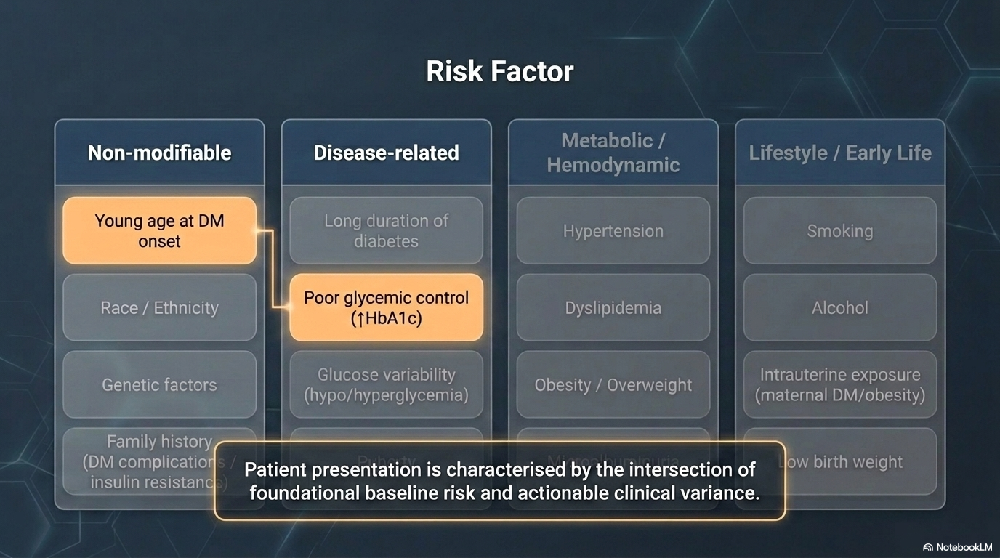 Risk Factor
Non-modifiable
Young age at DM
onset
Race / Ethnicity
Genetic factors
Family history
(DM complications /
insulin resistance)
Disease-related
Long duration of
diabetes
Poor glycemic control
(↑HbA1c)
Glucose variability
(hypo/hyperglycemia)
Puberty
Metabolic /
Hemodynamic
Hypertension
Dyslipidemia
Obesity / Overweight
Microalbuminuria
Lifestyle / Early Life
Smoking
Alcohol
Intrauterine exposure
(maternal DM/obesity)
Low birth weight
Patient presentation is characterised by the intersection of
foundational baseline risk and actionable clinical variance.
NotebookLM